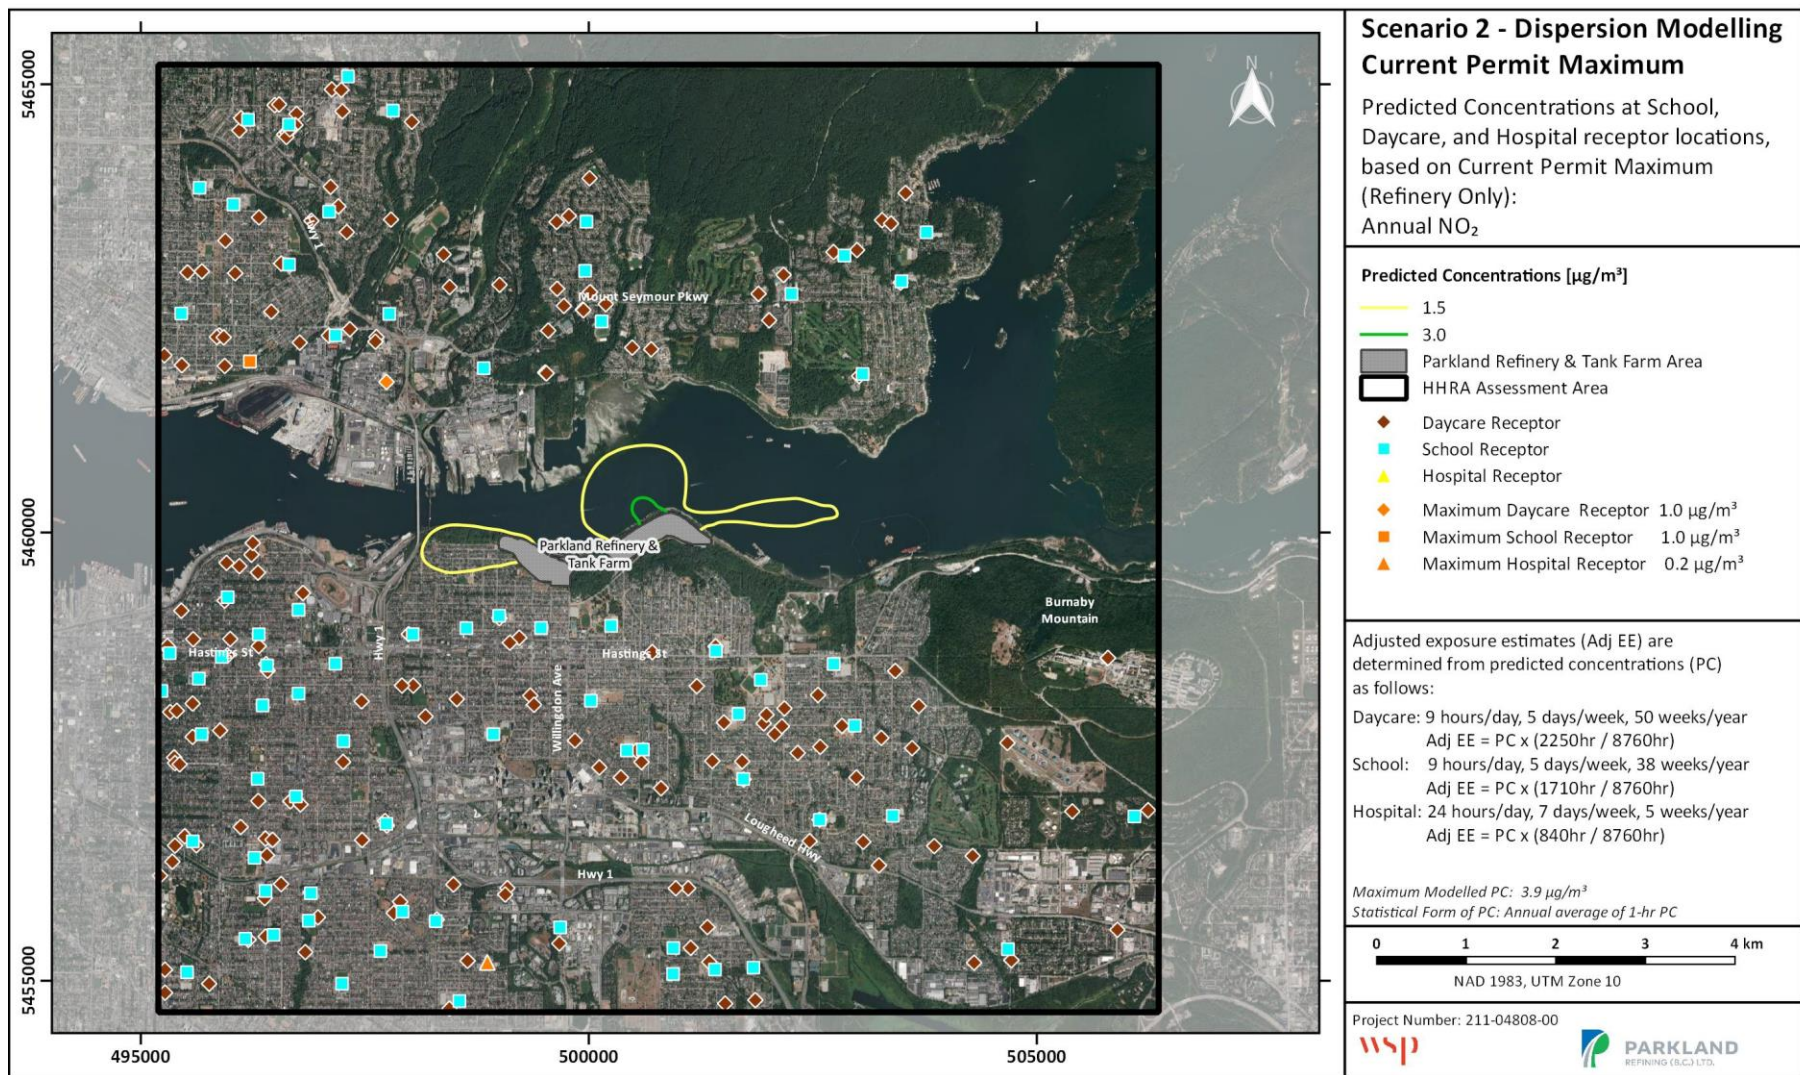 Scenario 2 - Dispersion Modelling
Current Permit Maximum
Predicted Concentrations at School,
Daycare, and Hospital receptor locations,
based on Current Permit Maximum
(Refinery Only):
Annual NO₂
Predicted Concentrations [µg/m³]
1.5
3.0
Parkland Refinery & Tank Farm Area
HHRA Assessment Area
Daycare Receptor
School Receptor
Hospital Receptor
Maximum Daycare Receptor 1.0 µg/m³
Maximum School Receptor 1.0 µg/m³
Maximum Hospital Receptor 0.2 µg/m³
Adjusted exposure estimates (Adj EE) are
determined from predicted concentrations (PC)
as follows:
Daycare: 9 hours/day, 5 days/week, 50 weeks/year
Adj EE = PC x (2250hr / 8760hr)
School: 9 hours/day, 5 days/week, 38 weeks/year
Adj EE = PC x (1710hr / 8760hr)
Hospital: 24 hours/day, 7 days/week, 5 weeks/year
Adj EE = PC x (840hr / 8760hr)
Maximum Modelled PC: 3.9 µg/m³
Statistical Form of PC: Annual average of 1-hr PC
0 1 2 3 4 km
NAD 1983, UTM Zone 10
Project Number: 211-04808-00
wsp
PARKLAND
REFINING (B.C.) LTD.
N
5465000
5460000
5455000
495000
500000
505000
Hwy 1
Mount Seymour Pkwy
Parkland Refinery &
Tank Farm
Burnaby
Mountain
Hastings St
Hwy 1
Hastings St
Willingdon Ave
Lougheed Hwy
Hwy 1